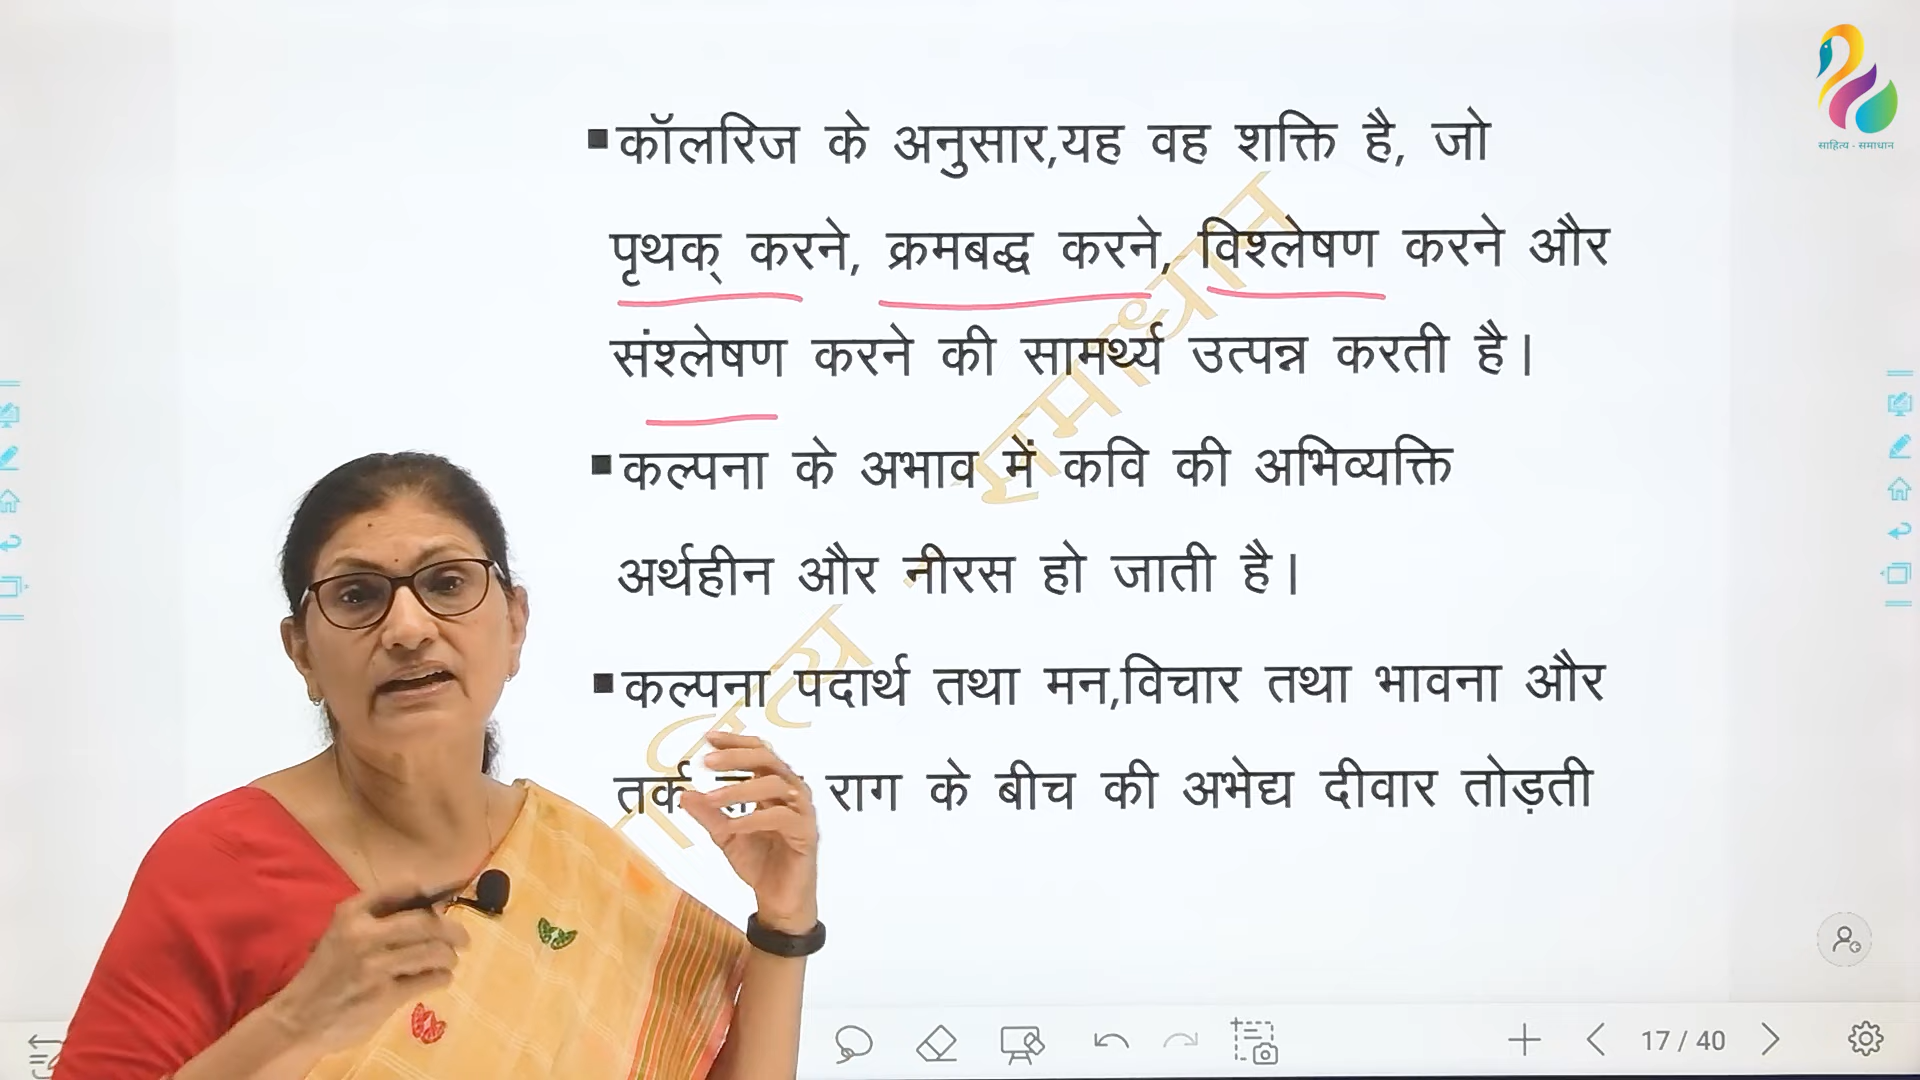 ▪कॉलरिज के अनुसार,यह वह शक्ति है, जो
पृथक् करने, क्रमबद्ध करने, विश्लेषण करने और
संश्लेषण करने की सामर्थ्य उत्पन्न करती है।
▪कल्पना के अभाव में कवि की अभिव्यक्ति
अर्थहीन और नीरस हो जाती है।
▪कल्पना पदार्थ तथा मन,विचार तथा भावना और
तर्क राग के बीच की अभेद्य दीवार तोड़ती
साहित्य - समाधान
समाधान
17 / 40